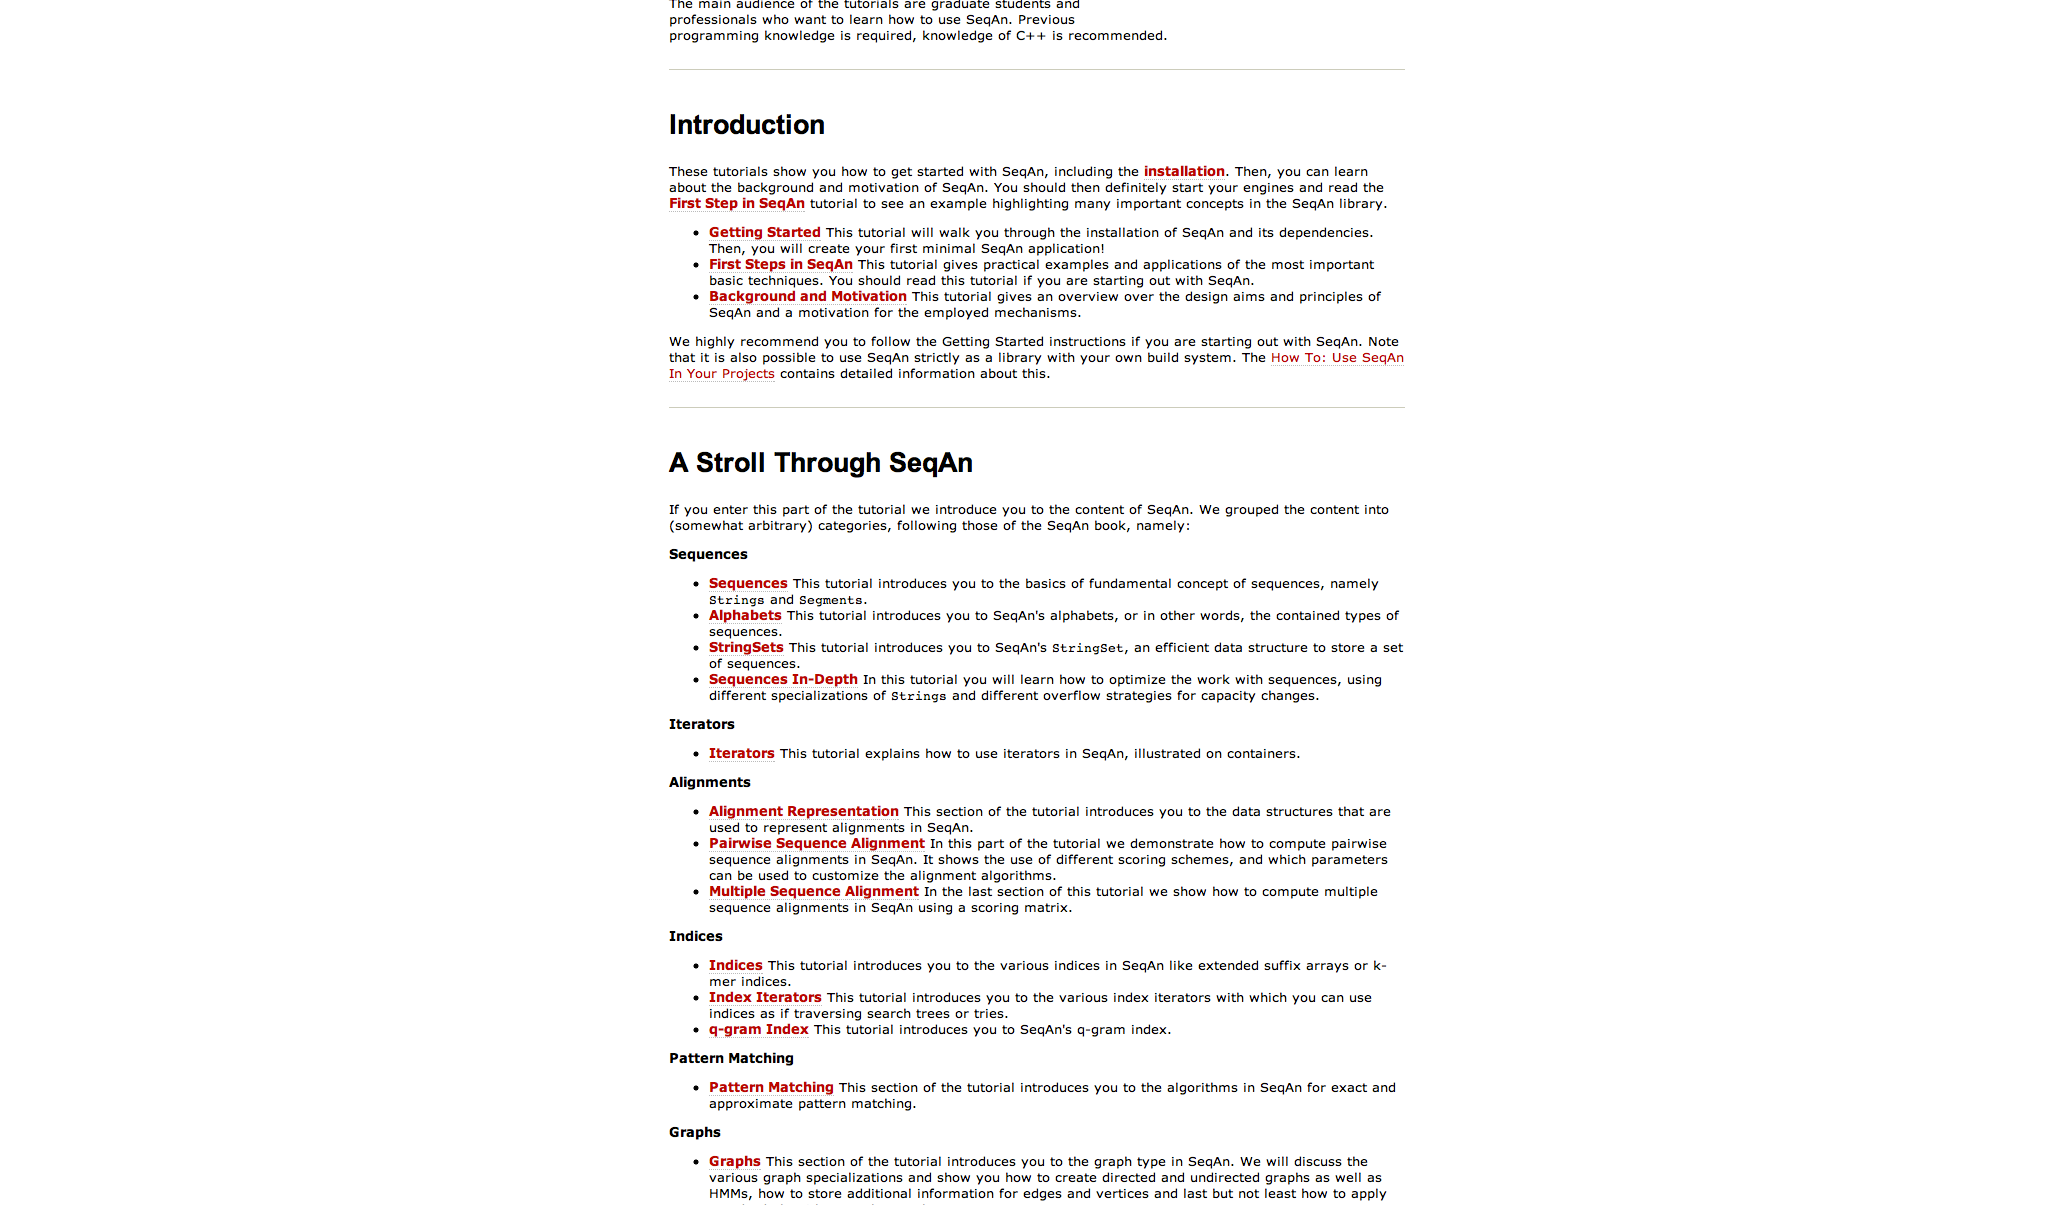 The main audience of the tutorials are graduate students and
professionals who want to learn how to use SeqAn. Previous
programming knowledge is required, knowledge of C++ is recommended.
Introduction
These tutorials show you how to get started with SeqAn, including the installation. Then, you can learn
about the background and motivation of SeqAn. You should then definitely start your engines and read the
First Step in SeqAn tutorial to see an example highlighting many important concepts in the SeqAn library.
• Getting Started This tutorial will walk you through the installation of SeqAn and its dependencies.
Then, you will create your first minimal SeqAn application!
• First Steps in SeqAn This tutorial gives practical examples and applications of the most important
basic techniques. You should read this tutorial if you are starting out with SeqAn.
• Background and Motivation This tutorial gives an overview over the design aims and principles of
SeqAn and a motivation for the employed mechanisms.
We highly recommend you to follow the Getting Started instructions if you are starting out with SeqAn. Note
that it is also possible to use SeqAn strictly as a library with your own build system. The How To: Use SeqAn
In Your Projects contains detailed information about this.
A Stroll Through SeqAn
If you enter this part of the tutorial we introduce you to the content of SeqAn. We grouped the content into
(somewhat arbitrary) categories, following those of the SeqAn book, namely:
Sequences
• Sequences This tutorial introduces you to the basics of fundamental concept of sequences, namely
Strings and Segments.
• Alphabets This tutorial introduces you to SeqAn's alphabets, or in other words, the contained types of
sequences.
• StringSets This tutorial introduces you to SeqAn's StringSet, an efficient data structure to store a set
of sequences.
• Sequences In-Depth In this tutorial you will learn how to optimize the work with sequences, using
different specializations of Strings and different overflow strategies for capacity changes.
Iterators
• Iterators This tutorial explains how to use iterators in SeqAn, illustrated on containers.
Alignments
• Alignment Representation This section of the tutorial introduces you to the data structures that are
used to represent alignments in SeqAn.
• Pairwise Sequence Alignment In this part of the tutorial we demonstrate how to compute pairwise
sequence alignments in SeqAn. It shows the use of different scoring schemes, and which parameters
can be used to customize the alignment algorithms.
• Multiple Sequence Alignment In the last section of this tutorial we show how to compute multiple
sequence alignments in SeqAn using a scoring matrix.
Indices
• Indices This tutorial introduces you to the various indices in SeqAn like extended suffix arrays or k-
mer indices.
• Index Iterators This tutorial introduces you to the various index iterators with which you can use
indices as if traversing search trees or tries.
• q-gram Index This tutorial introduces you to SeqAn's q-gram index.
Pattern Matching
• Pattern Matching This section of the tutorial introduces you to the algorithms in SeqAn for exact and
approximate pattern matching.
Graphs
• Graphs This section of the tutorial introduces you to the graph type in SeqAn. We will discuss the
various graph specializations and show you how to create directed and undirected graphs as well as
HMMs, how to store additional information for edges and vertices and last but not least how to apply